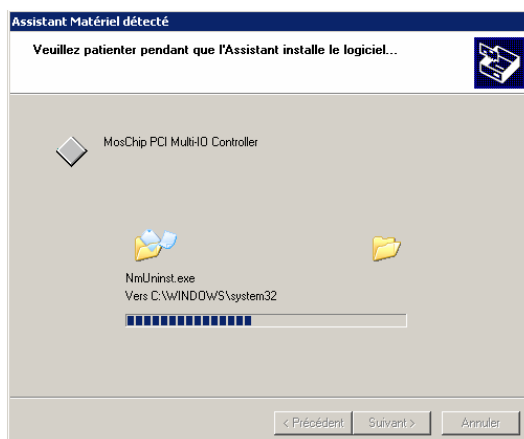 Assistant Matériel détecté
Veuillez patienter pendant que l'Assistant installe le logiciel...
MosChip PCI Multi-IO Controller
NmUninst.exe
Vers C:\WINDOWS\system32
< Précédent Suivant > Annuler